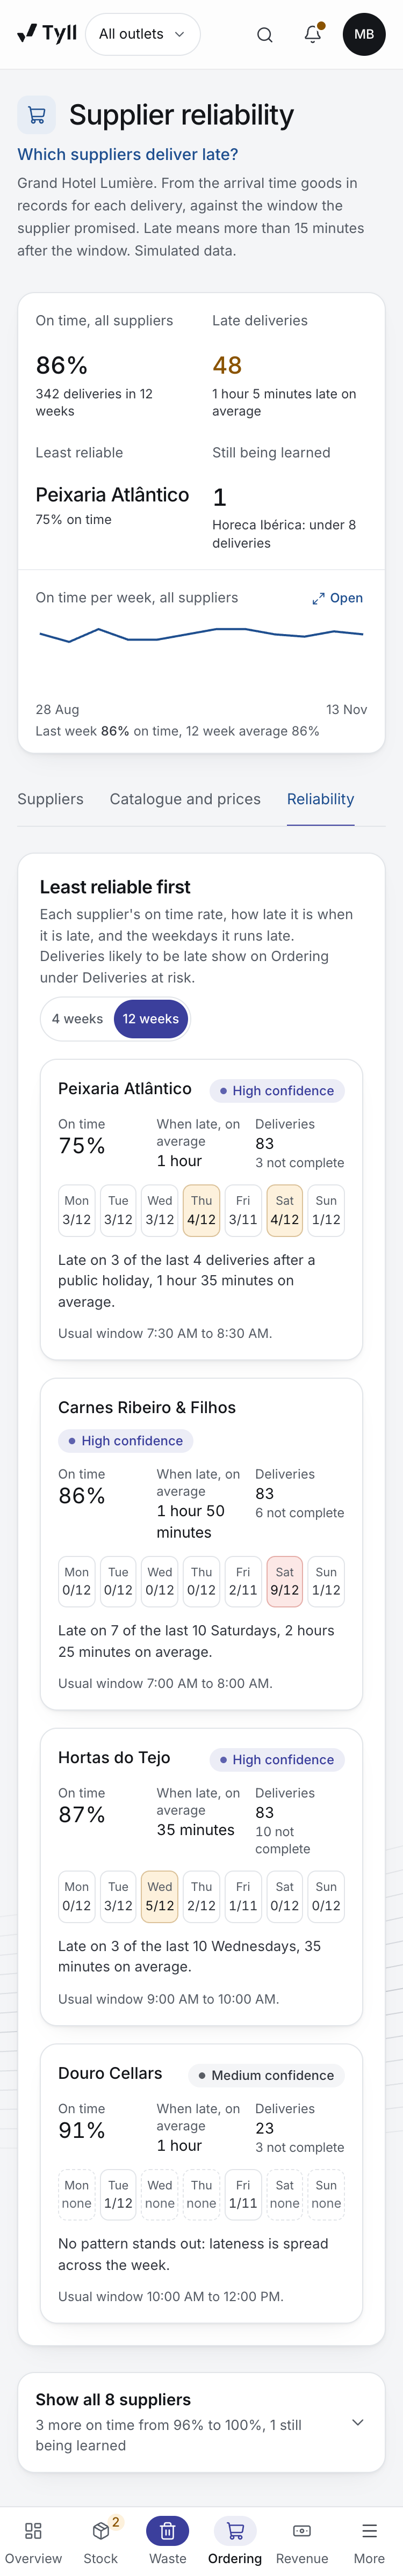 Tyll
All outlets
MB
Supplier reliability
Which suppliers deliver late?
Grand Hotel Lumière. From the arrival time goods in
records for each delivery, against the window the
supplier promised. Late means more than 15 minutes
after the window. Simulated data.
On time, all suppliers
86%
342 deliveries in 12
weeks
Late deliveries
48
1 hour 5 minutes late on
average
Least reliable
Peixaria Atlântico
75% on time
Still being learned
1
Horeca Ibérica: under 8
deliveries
On time per week, all suppliers
Open
28 Aug
13 Nov
Last week 86% on time, 12 week average 86%
Suppliers
Catalogue and prices
Reliability
Least reliable first
Each supplier's on time rate, how late it is when
it is late, and the weekdays it runs late.
Deliveries likely to be late show on Ordering
under Deliveries at risk.
4 weeks
12 weeks
Peixaria Atlântico
High confidence
On time
75%
When late, on
average
1 hour
Deliveries
83
3 not complete
Mon Tue Wed Thu Fri Sat Sun
3/12 3/12 3/12 4/12 3/11 4/12 1/12
Late on 3 of the last 4 deliveries after a
public holiday, 1 hour 35 minutes on
average.
Usual window 7:30 AM to 8:30 AM.
Carnes Ribeiro & Filhos
High confidence
On time
86%
When late, on
average
1 hour 50
minutes
Deliveries
83
6 not complete
Mon Tue Wed Thu Fri Sat Sun
0/12 0/12 0/12 0/12 2/11 9/12 1/12
Late on 7 of the last 10 Saturdays, 2 hours
25 minutes on average.
Usual window 7:00 AM to 8:00 AM.
Hortas do Tejo
High confidence
On time
87%
When late, on
average
35 minutes
Deliveries
83
10 not
complete
Mon Tue Wed Thu Fri Sat Sun
0/12 3/12 5/12 2/12 1/11 0/12 0/12
Late on 3 of the last 10 Wednesdays, 35
minutes on average.
Usual window 9:00 AM to 10:00 AM.
Douro Cellars
Medium confidence
On time
91%
When late, on
average
1 hour
Deliveries
23
3 not complete
Mon Tue Wed Thu Fri Sat Sun
none 1/12 none none 1/11 none none
No pattern stands out: lateness is spread
across the week.
Usual window 10:00 AM to 12:00 PM.
Show all 8 suppliers
3 more on time from 96% to 100%, 1 still
being learned
2
Overview
Stock
Waste
Ordering
Revenue
More